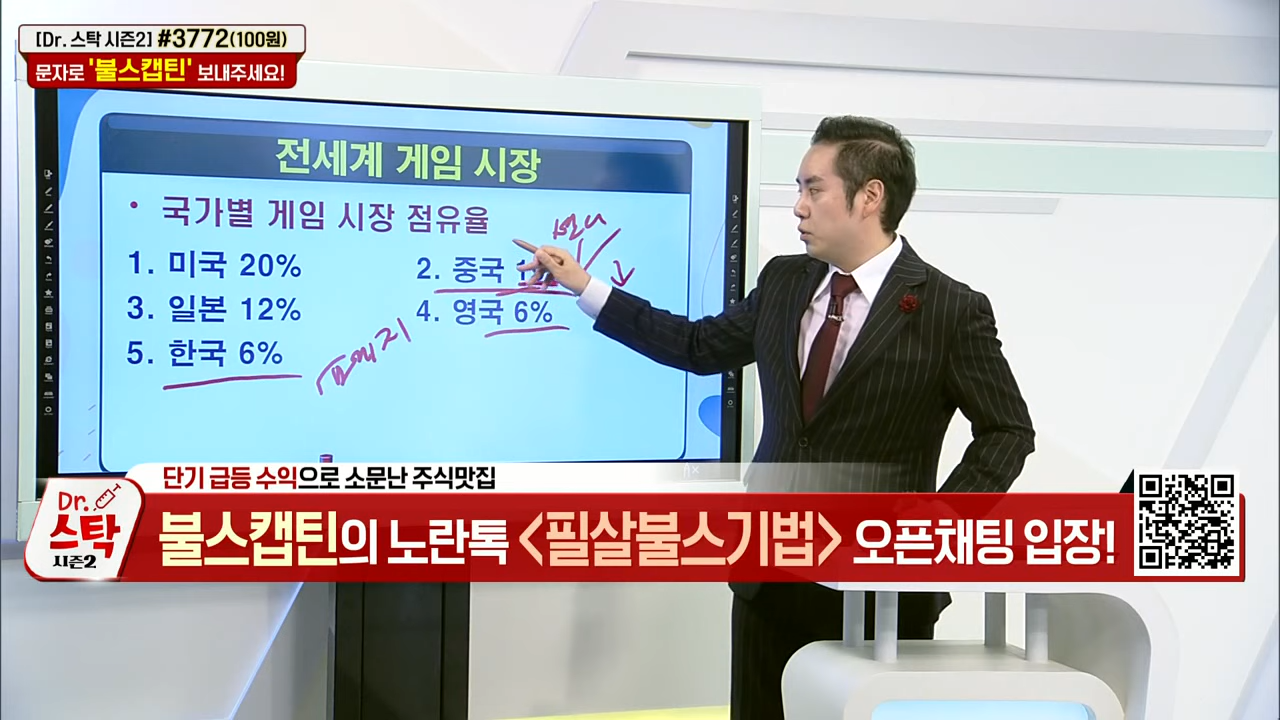 [Dr. 스탁 시즌2] #3772(100원)
문자로 '불스캡틴' 보내주세요!
전세계 게임 시장
• 국가별 게임 시장 점유율
1. 미국 20%
2. 중국 1
3. 일본 12%
4. 영국 6%
5. 한국 6%
단기 급등 수익으로 소문난 주식맛집
Dr.
스탁
시즌2
불스캡틴의 노란톡 <필살불스기법> 오픈채팅 입장!